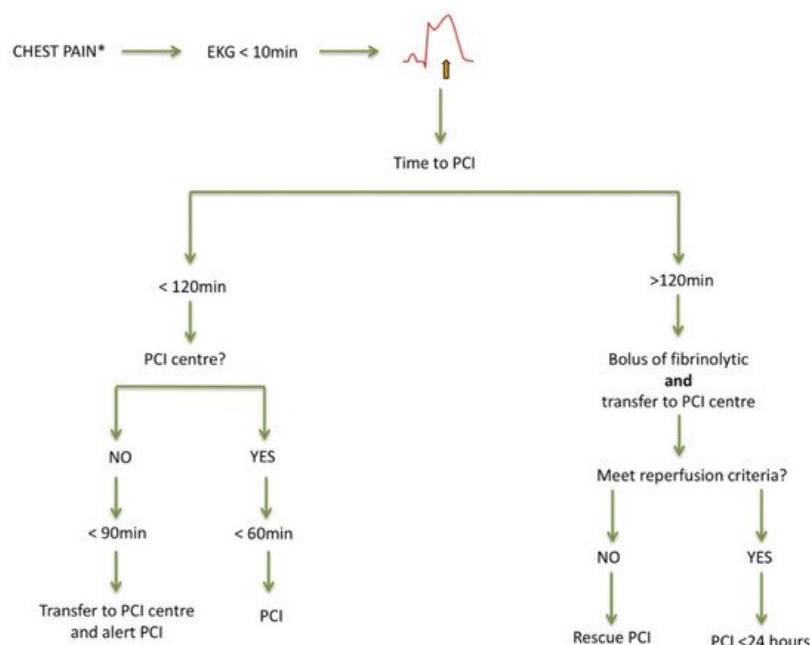 CHEST PAIN*
EKG < 10min
Time to PCI
< 120min
>120min
PCI centre?
Bolus of fibrinolytic
and
transfer to PCI centre
NO
YES
Meet reperfusion criteria?
< 90min
< 60min
NO
YES
Transfer to PCI centre
and alert PCI
PCI
Rescue PCI
PCI <24 hours